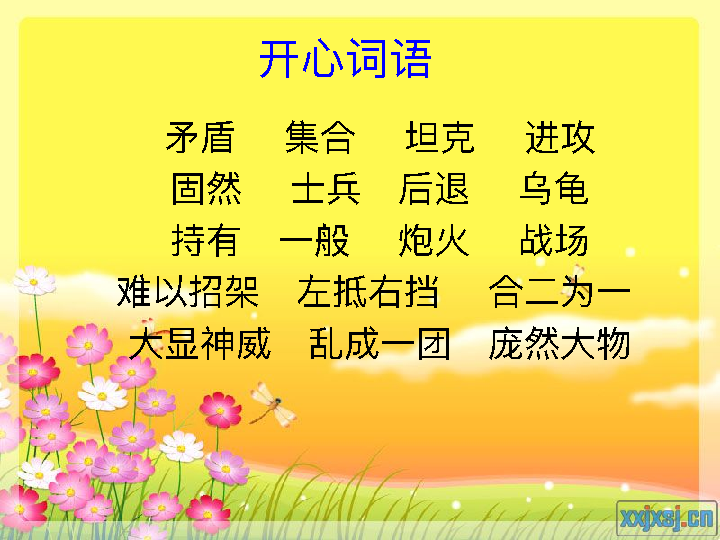 开心词语
矛盾 集合 坦克 进攻
固然 士兵 后退 乌龟
持有 一般 炮火 战场
难以招架 左抵右挡 合二为一
大显神威 乱成一团 庞然大物
xxjxsj.cn